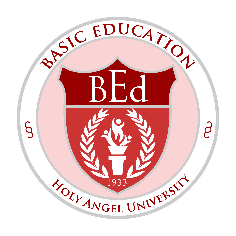 BASIC EDUCATION
BEd
1933
HOLY ANGEL UNIVERSITY